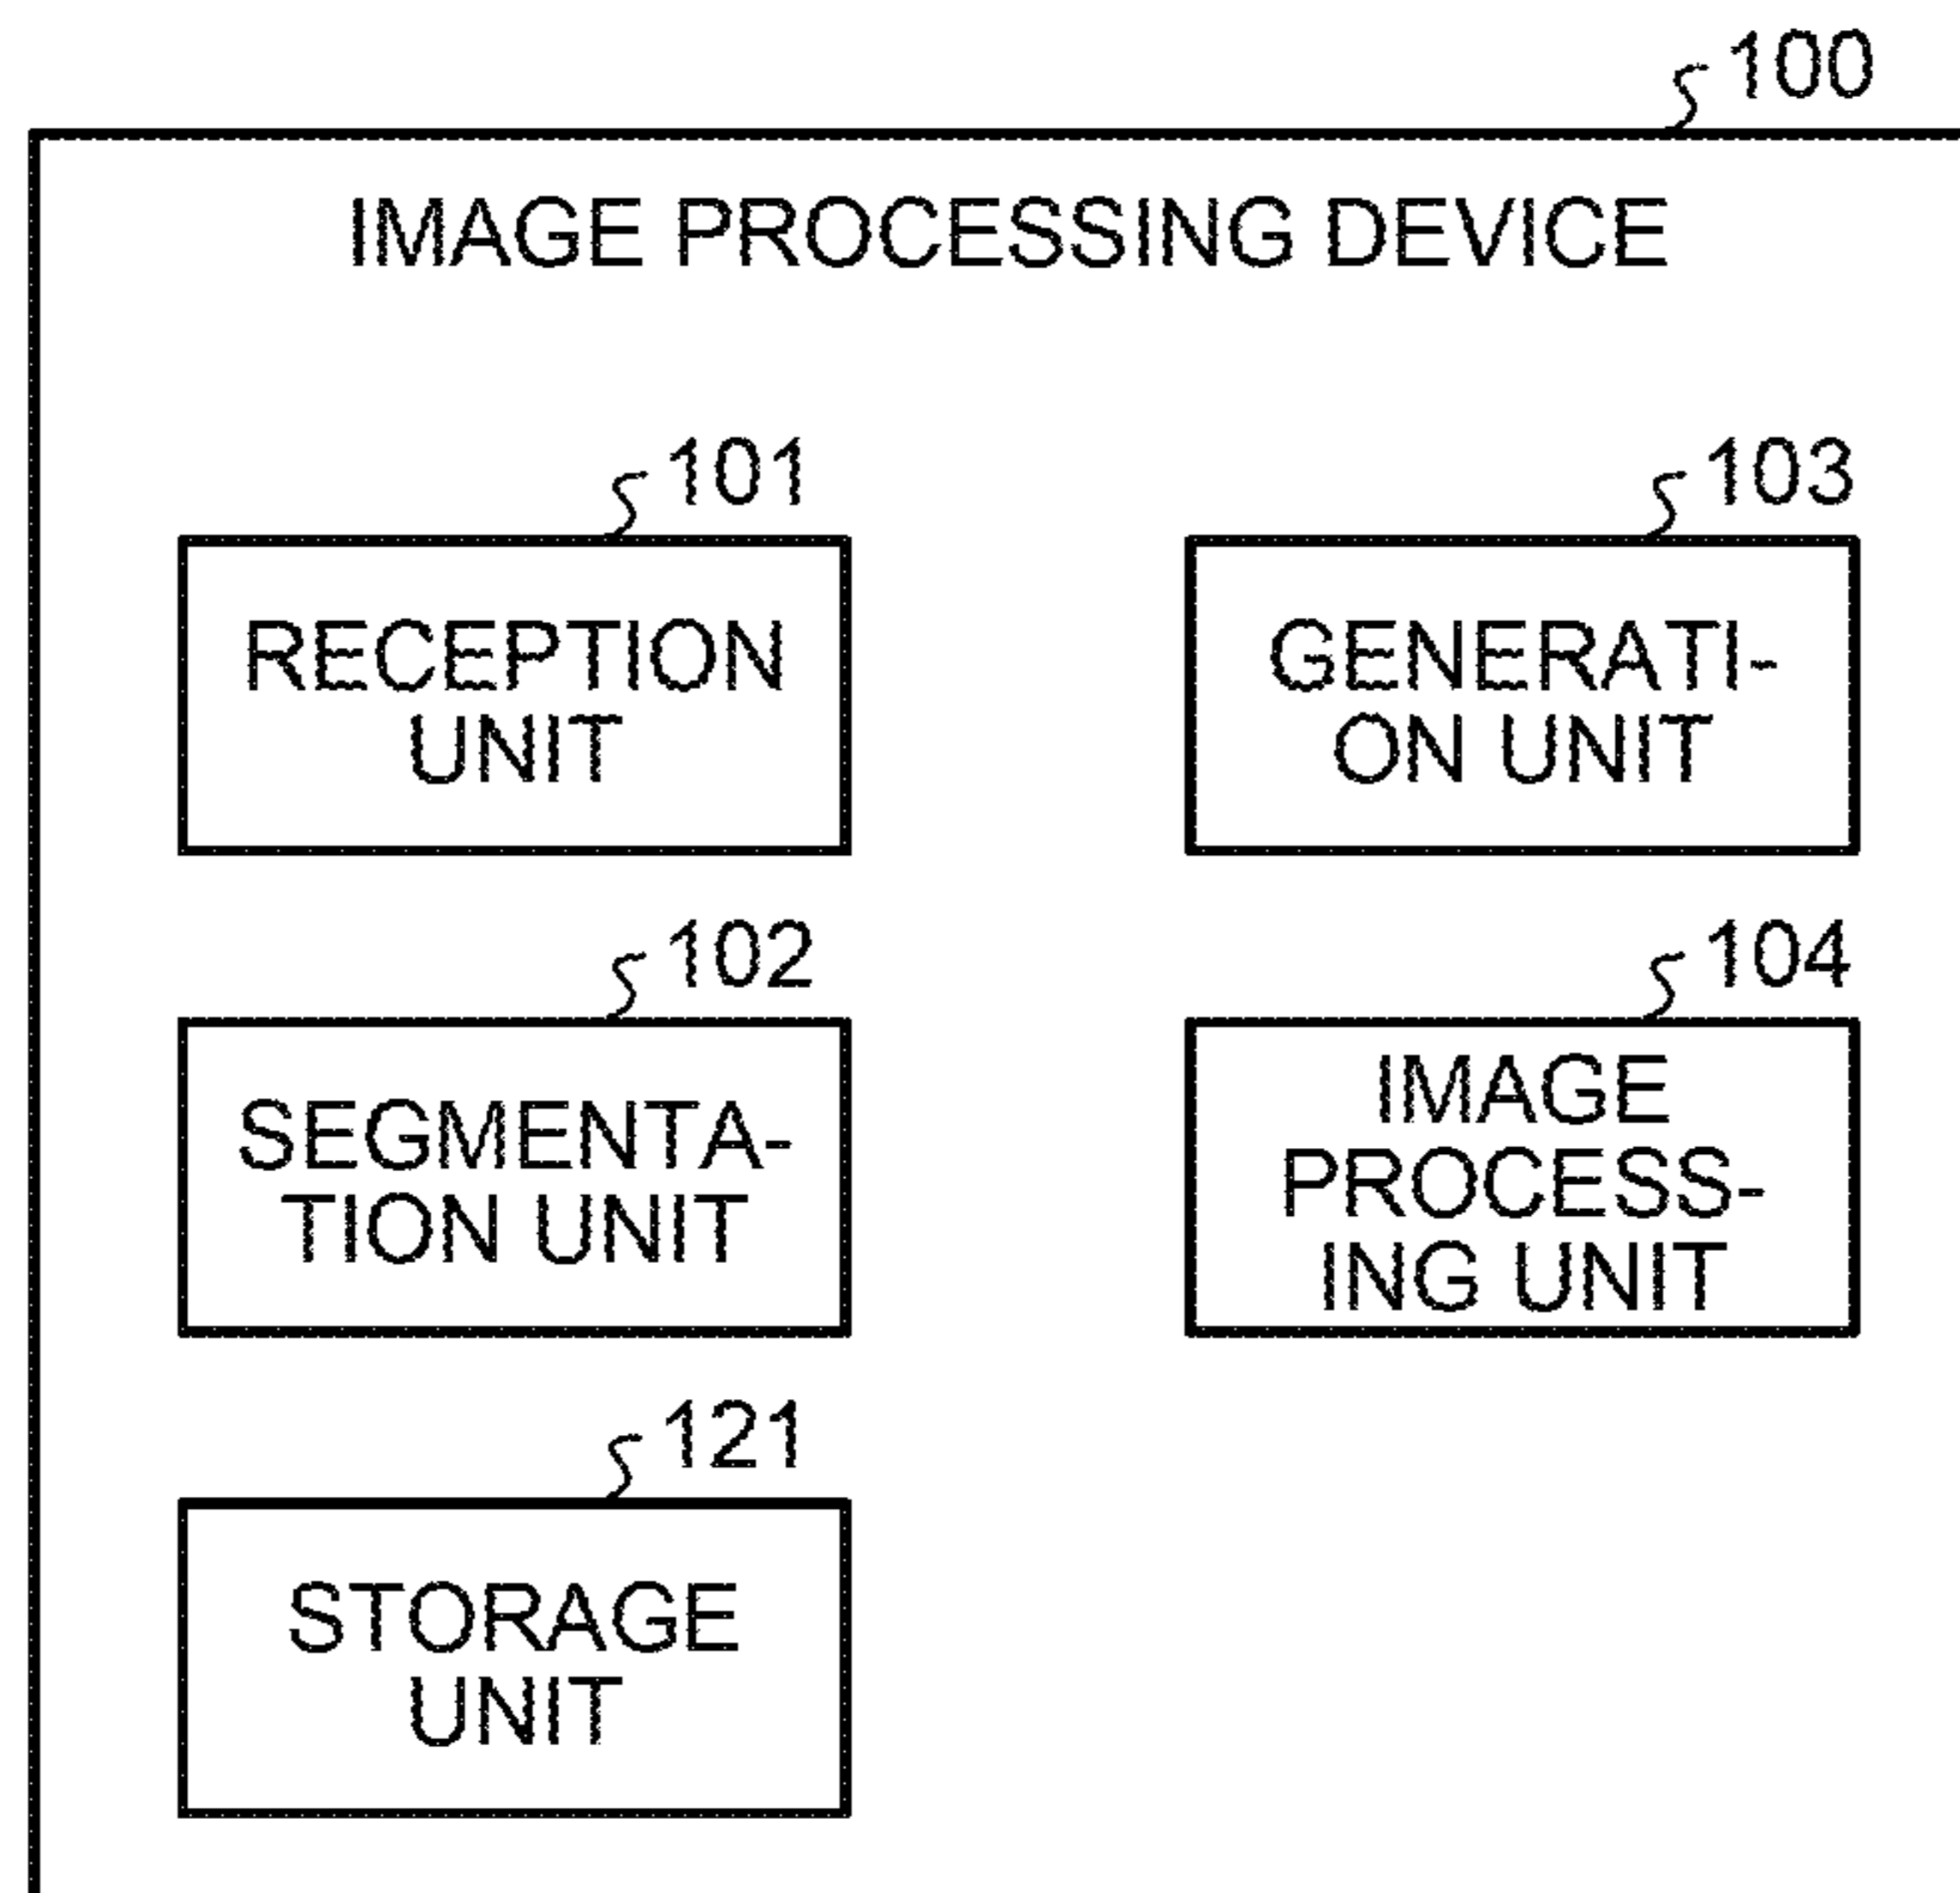 100
IMAGE PROCESSING DEVICE
101
RECEPTION
UNIT
103
GENERATI-
ON UNIT
102
SEGMENTA-
TION UNIT
104
IMAGE
PROCESS-
ING UNIT
121
STORAGE
UNIT